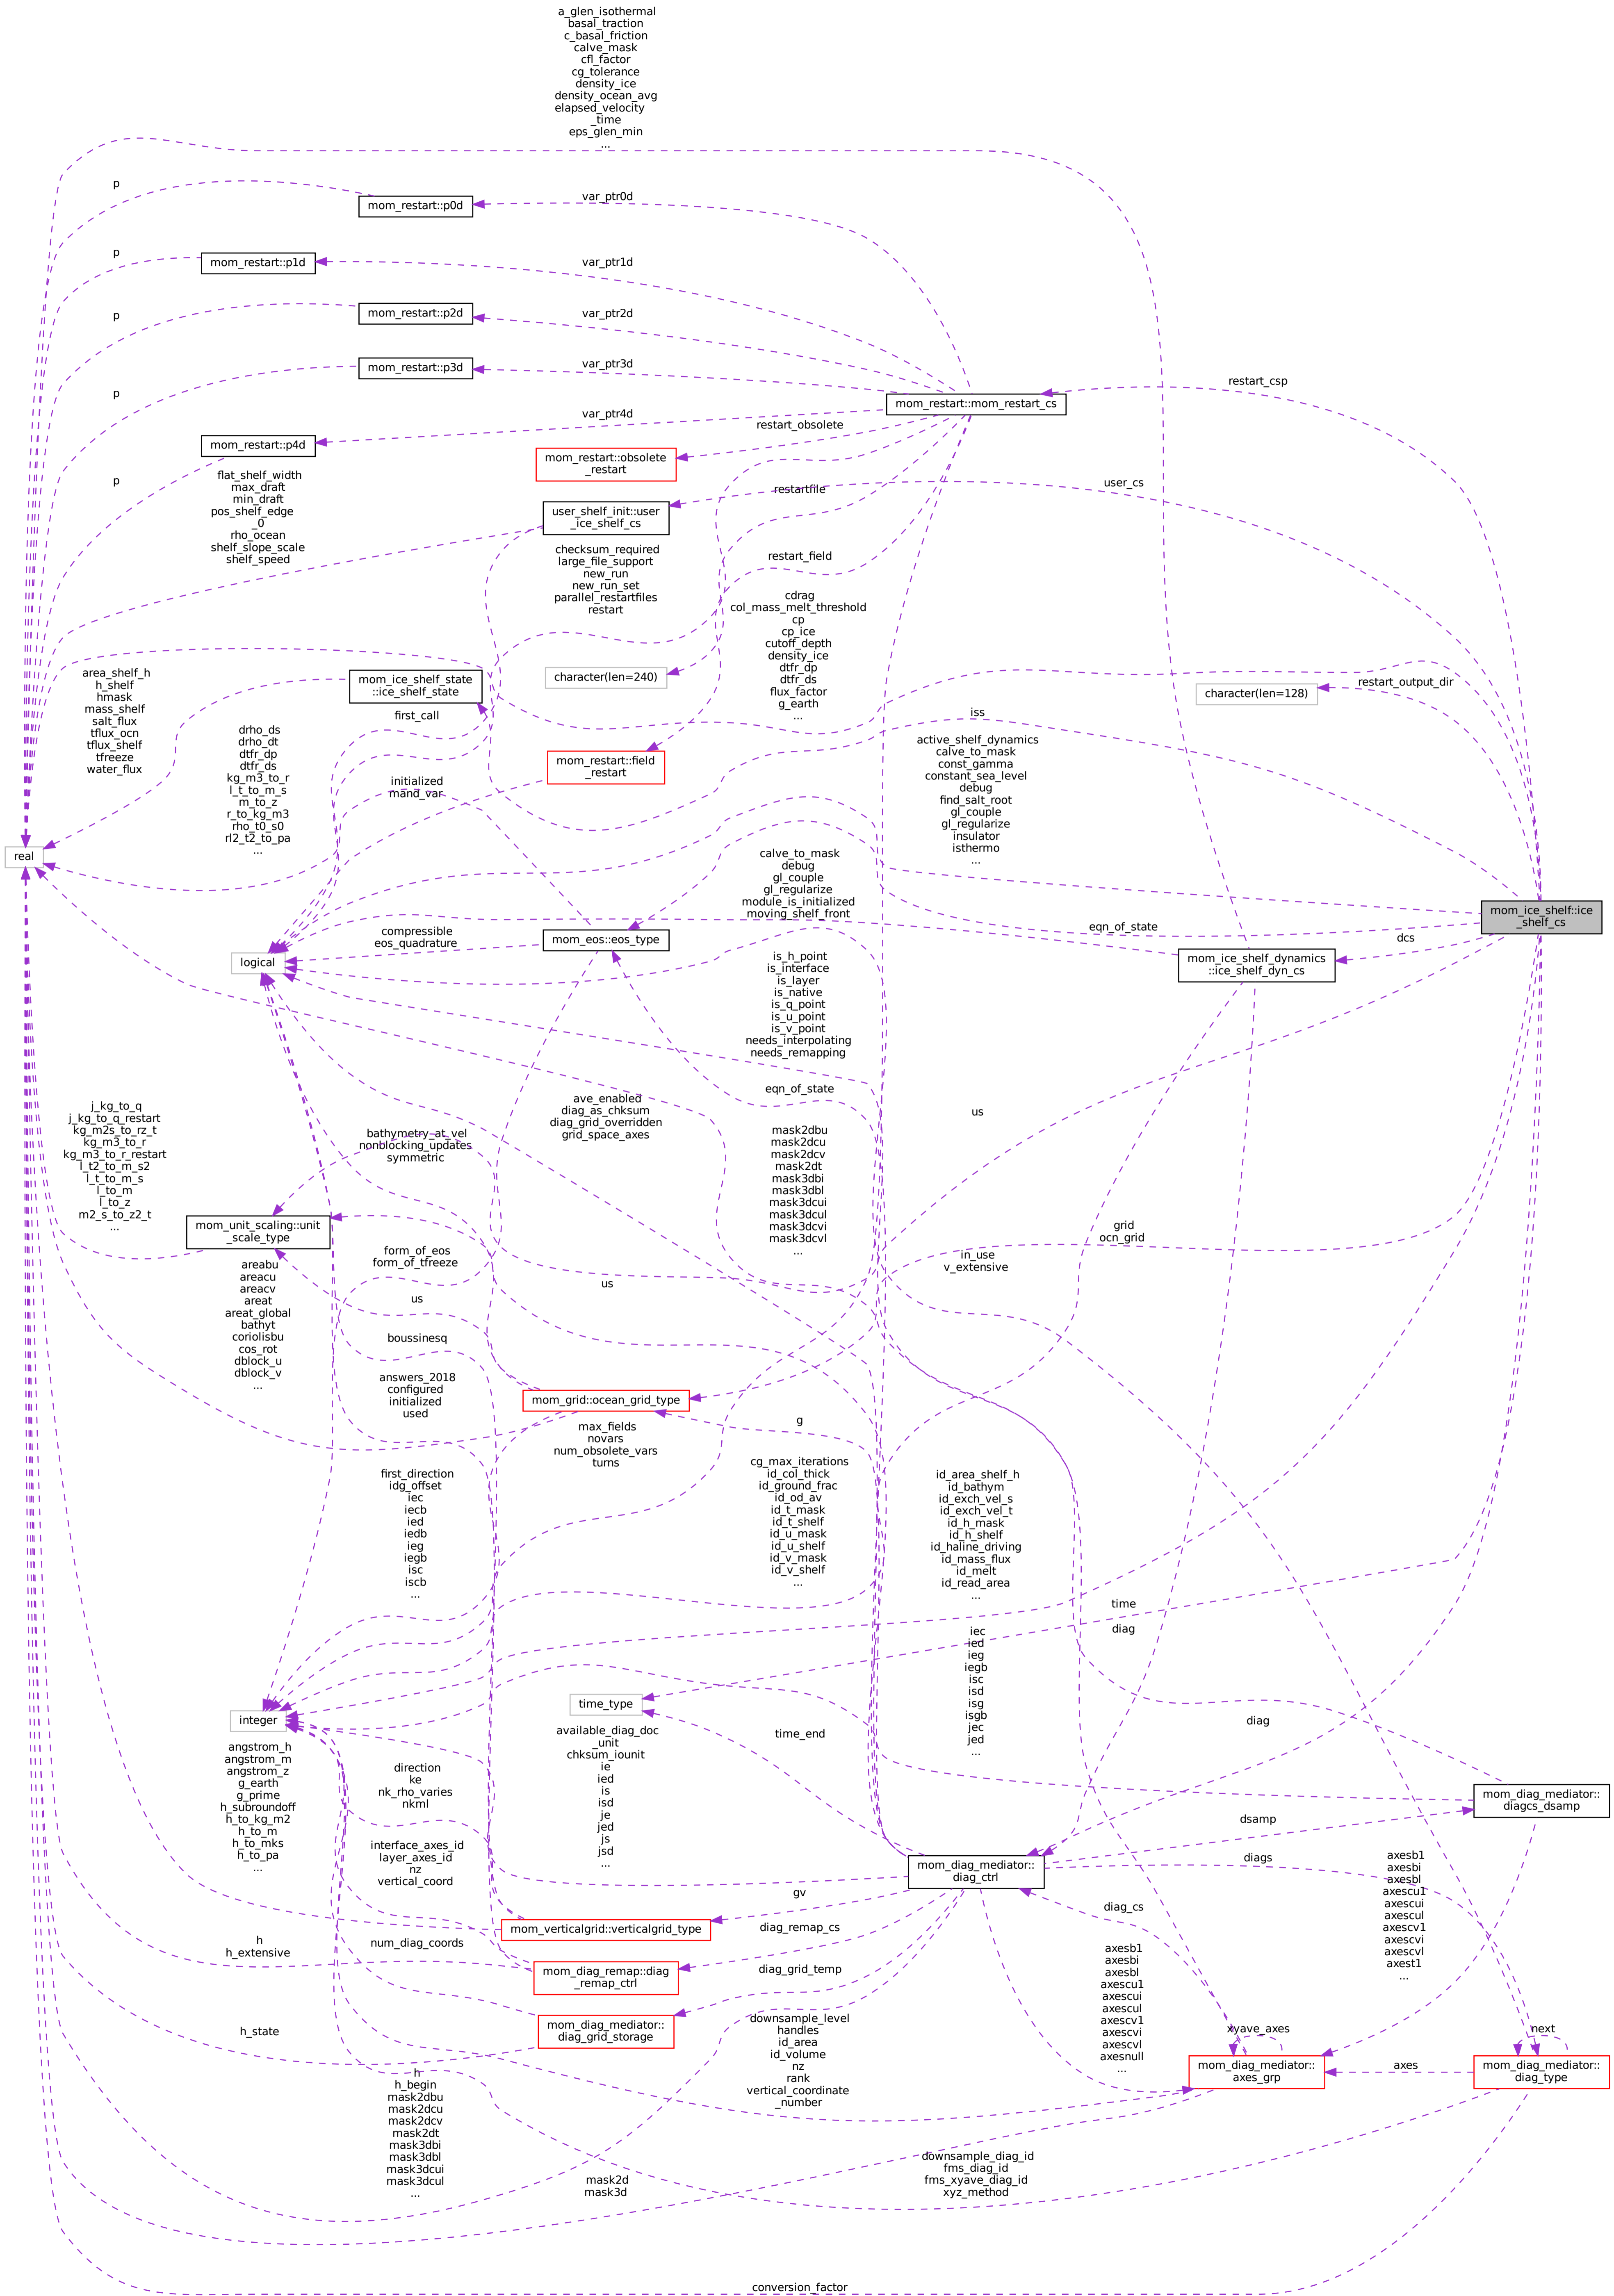 a_glen_isothermal
basal_traction
c_basal_friction
calve_mask
cfl_factor
cg_tolerance
density_ice
density_ocean_avg
elapsed_velocity
_time
eps_glen_min
...
p
mom_restart::p0d
var_ptr0d
p
mom_restart::p1d
var_ptr1d
p
mom_restart::p2d
var_ptr2d
p
mom_restart::p3d
var_ptr3d
mom_restart::mom_restart_cs
restart_csp
p
mom_restart::p4d
var_ptr4d
restart_obsolete
mom_restart::obsolete
_restart
flat_shelf_width
max_draft
min_draft
pos_shelf_edge
_0
rho_ocean
shelf_slope_scale
shelf_speed
user_shelf_init::user
_ice_shelf_cs
restartfile
user_cs
checksum_required
large_file_support
new_run
new_run_set
parallel_restartfiles
restart
restart_field
cdrag
col_mass_melt_threshold
cp
cp_ice
cutoff_depth
density_ice
dtfr_dp
dtfr_ds
flux_factor
g_earth
...
area_shelf_h
h_shelf
hmask
mass_shelf
salt_flux
tflux_ocn
tflux_shelf
tfreeze
water_flux
mom_ice_shelf_state
::ice_shelf_state
character(len=240)
character(len=128)
restart_output_dir
first_call
iss
drho_ds
drho_dt
dtfr_dp
dtfr_ds
kg_m3_to_r
l_t_to_m_s
m_to_z
r_to_kg_m3
rho_t0_s0
rl2_t2_to_pa
...
mom_restart::field
_restart
initialized
mand_var
active_shelf_dynamics
calve_to_mask
const_gamma
constant_sea_level
debug
find_salt_root
gl_couple
gl_regularize
insulator
isthermo
...
real
calve_to_mask
debug
gl_couple
gl_regularize
module_is_initialized
moving_shelf_front
mom_ice_shelf::ice
_shelf_cs
eqn_of_state
dcs
compressible
eos_quadrature
mom_eos::eos_type
logical
mom_ice_shelf_dynamics
::ice_shelf_dyn_cs
is_h_point
is_interface
is_layer
is_native
is_q_point
is_u_point
is_v_point
needs_interpolating
needs_remapping
eqn_of_state
us
ave_enabled
diag_as_chksum
diag_grid_overridden
grid_space_axes
j_kg_to_q
j_kg_to_q_restart
kg_m2s_to_rz_t
kg_m3_to_r
kg_m3_to_r_restart
l_t2_to_m_s2
l_t_to_m_s
l_to_m
l_to_z
m2_s_to_z2_t
...
bathymetry_at_vel
nonblocking_updates
symmetric
mask2dbu
mask2dcu
mask2dcv
mask2dt
mask3dbi
mask3dbl
mask3dcui
mask3dcul
mask3dcvi
mask3dcvl
...
mom_unit_scaling::unit
_scale_type
grid
ocn_grid
form_of_eos
form_of_tfreeze
in_use
v_extensive
areabu
areacu
areacv
areat
areat_global
bathyt
coriolisbu
cos_rot
dblock_u
dblock_v
...
us
us
boussinesq
answers_2018
configured
initialized
used
mom_grid::ocean_grid_type
g
max_fields
novars
num_obsolete_vars
turns
first_direction
idg_offset
iec
iecb
ied
iedb
ieg
iegb
isc
iscb
...
cg_max_iterations
id_col_thick
id_ground_frac
id_od_av
id_t_mask
id_t_shelf
id_u_mask
id_u_shelf
id_v_mask
id_v_shelf
...
id_area_shelf_h
id_bathym
id_exch_vel_s
id_exch_vel_t
id_h_mask
id_h_shelf
id_haline_driving
id_mass_flux
id_melt
id_read_area
...
time
diag
iec
ied
ieg
iegb
isc
isd
isg
isgb
jec
jed
...
integer
time_type
time_end
diag
angstrom_h
angstrom_m
angstrom_z
g_earth
g_prime
h_subroundoff
h_to_kg_m2
h_to_m
h_to_mks
h_to_pa
...
direction
ke
nk_rho_varies
nkml
available_diag_doc
_unit
chksum_iounit
ie
ied
is
isd
je
jed
js
jsd
...
mom_diag_mediator::
diagcs_dsamp
dsamp
interface_axes_id
layer_axes_id
nz
vertical_coord
mom_diag_mediator::
diag_ctrl
diags
axesb1
axesbi
axesbl
axescu1
axescui
axescul
axescv1
axescvi
axescvl
axest1
...
gv
diag_cs
mom_verticalgrid::verticalgrid_type
diag_remap_cs
h
h_extensive
num_diag_coords
mom_diag_remap::diag
_remap_ctrl
diag_grid_temp
axesb1
axesbi
axesbl
axescu1
axescui
axescul
axescv1
axescvi
axescvl
axesnull
...
h_state
mom_diag_mediator::
diag_grid_storage
downsample_level
handles
id_area
id_volume
nz
rank
vertical_coordinate
_number
xyave_axes
mom_diag_mediator::
axes_grp
axes
next
mom_diag_mediator::
diag_type
h
h_begin
mask2dbu
mask2dcu
mask2dcv
mask2dt
mask3dbi
mask3dbl
mask3dcui
mask3dcul
...
mask2d
mask3d
downsample_diag_id
fms_diag_id
fms_xyave_diag_id
xyz_method
conversion_factor